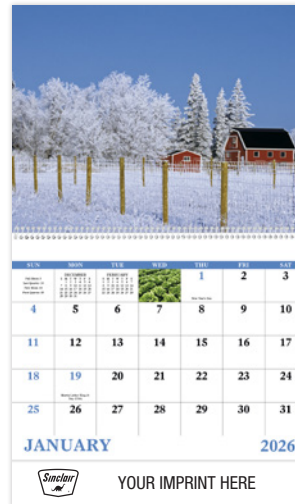 SUN MON TUE WED THU FRI SAT
DECEMBER FEBRUARY 1 2 3
4 5 6 7 8 9 10
11 12 13 14 15 16 17
18 19 20 21 22 23 24
25 26 27 28 29 30 31
JANUARY 2026
Sinclair YOUR IMPRINT HERE